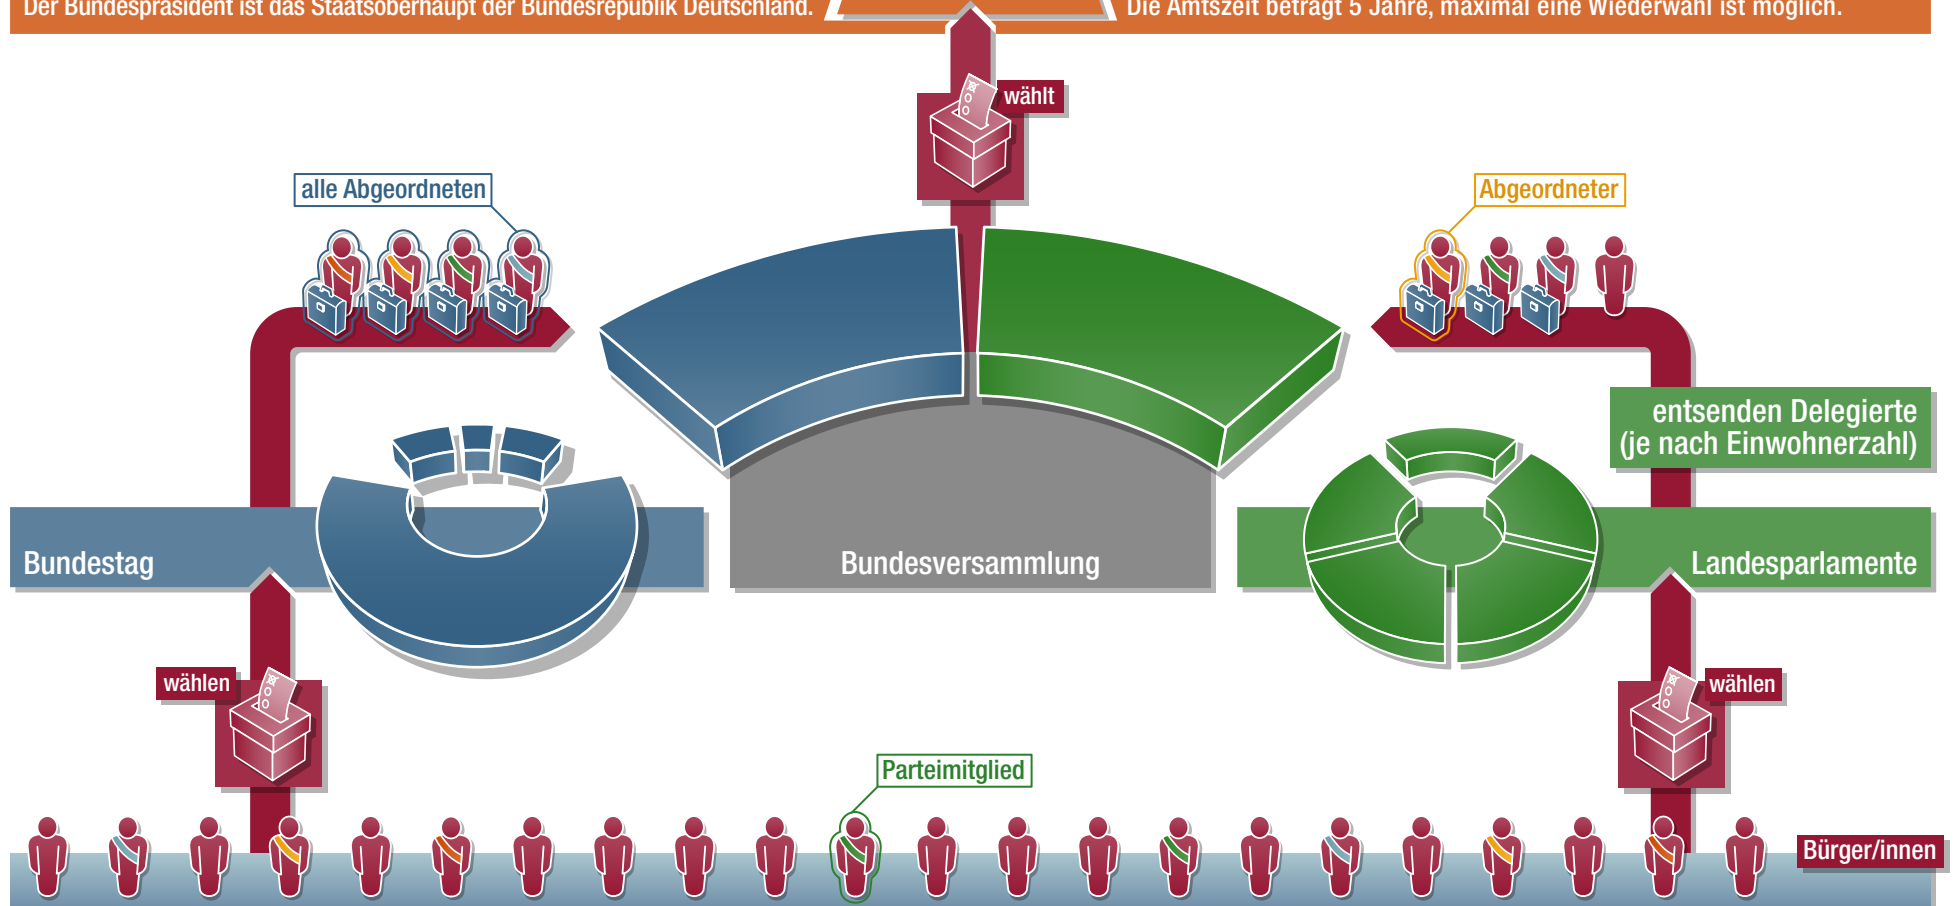 Der Bundespräsident ist das Staatsoberhaupt der Bundesrepublik Deutschland.
Die Amtszeit beträgt 5 Jahre, maximal eine Wiederwahl ist möglich.
wählt
alle Abgeordneten
Abgeordneter
entsenden Delegierte
(je nach Einwohnerzahl)
Bundestag
Bundesversammlung
Landesparlamente
wählen
wählen
Parteimitglied
Bürger/innen